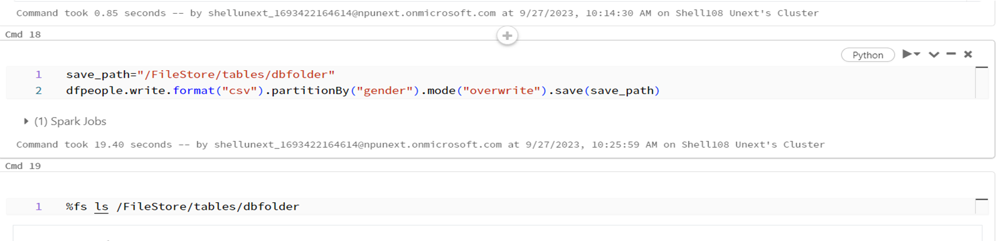 Command took 0.85 seconds -- by shellunext_1693422164614@npunext.onmicrosoft.com at 9/27/2023, 10:14:30 AM on Shell108 Unext's Cluster
Cmd 18
Python
1 save_path="/FileStore/tables/dbfolder"
2 dfpeople.write.format("csv").partitionBy("gender").mode("overwrite").save(save_path)
(1) Spark Jobs
Command took 19.40 seconds -- by shellunext_1693422164614@npunext.onmicrosoft.com at 9/27/2023, 10:25:59 AM on Shell108 Unext's Cluster
Cmd 19
1 %fs ls /FileStore/tables/dbfolder